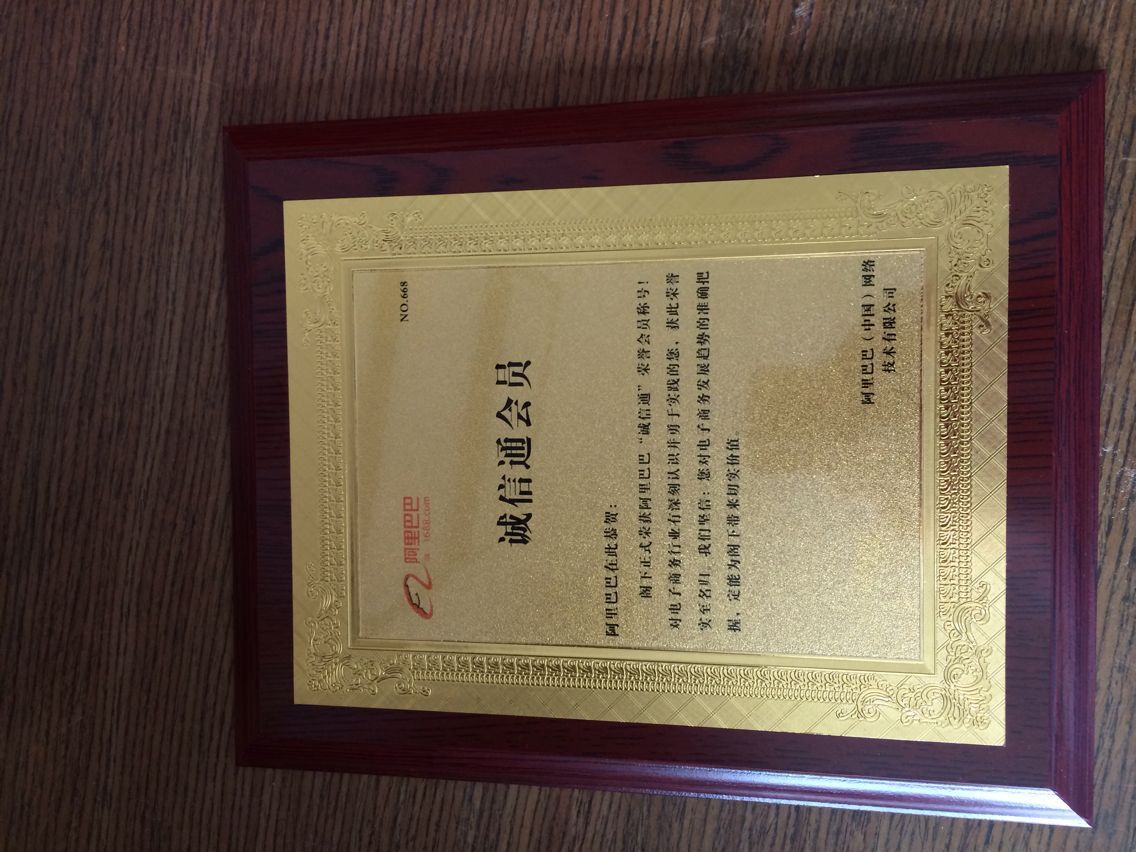 阿里巴巴
1688.com
NO.668
诚信通会员
阿里巴巴在此恭贺：
阁下正式荣获阿里巴巴“诚信通”荣誉会员称号！
对电子商务行业有深刻认识并勇于实践的您，获此荣誉
实至名归。我们坚信：您对电子商务发展趋势的准确把
握，定能为阁下带来切实价值。
阿里巴巴（中国）网络
技术有限公司